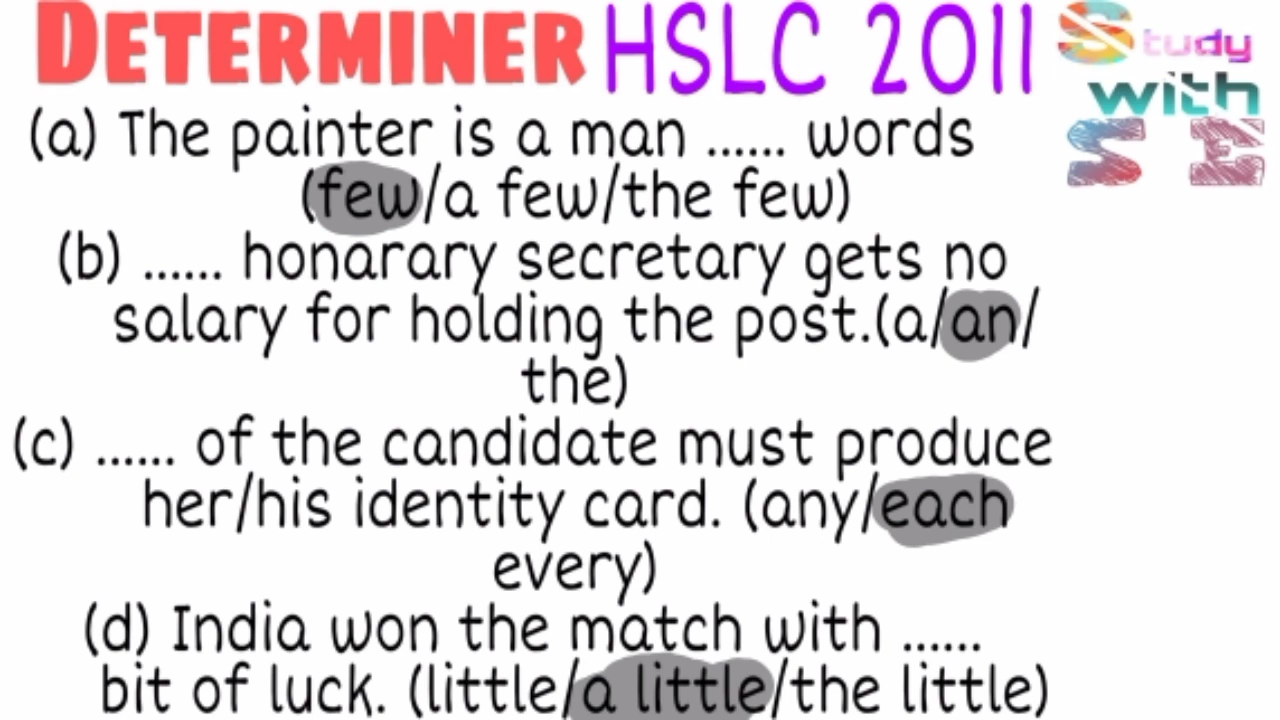 DETERMINER HSLC 2011 Study
with
S E
(a) The painter is a man ...... words
(few/a few/the few)
(b) ...... honarary secretary gets no
salary for holding the post.(a/an/
the)
(c) ...... of the candidate must produce
her/his identity card. (any/each
every)
(d) India won the match with ......
bit of luck. (little/a little/the little)